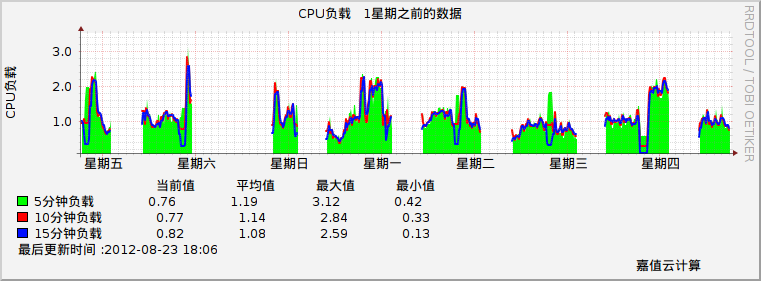 CPU负载 1星期之前的数据
RRDTOOL / TOBI OETIKER
CPU负载
3.0
2.0
1.0
星期五 星期六 星期日 星期一 星期二 星期三 星期四
当前值 平均值 最大值 最小值
5分钟负载 0.76 1.19 3.12 0.42
10分钟负载 0.77 1.14 2.84 0.33
15分钟负载 0.82 1.08 2.59 0.13
最后更新时间 :2012-08-23 18:06
嘉值云计算